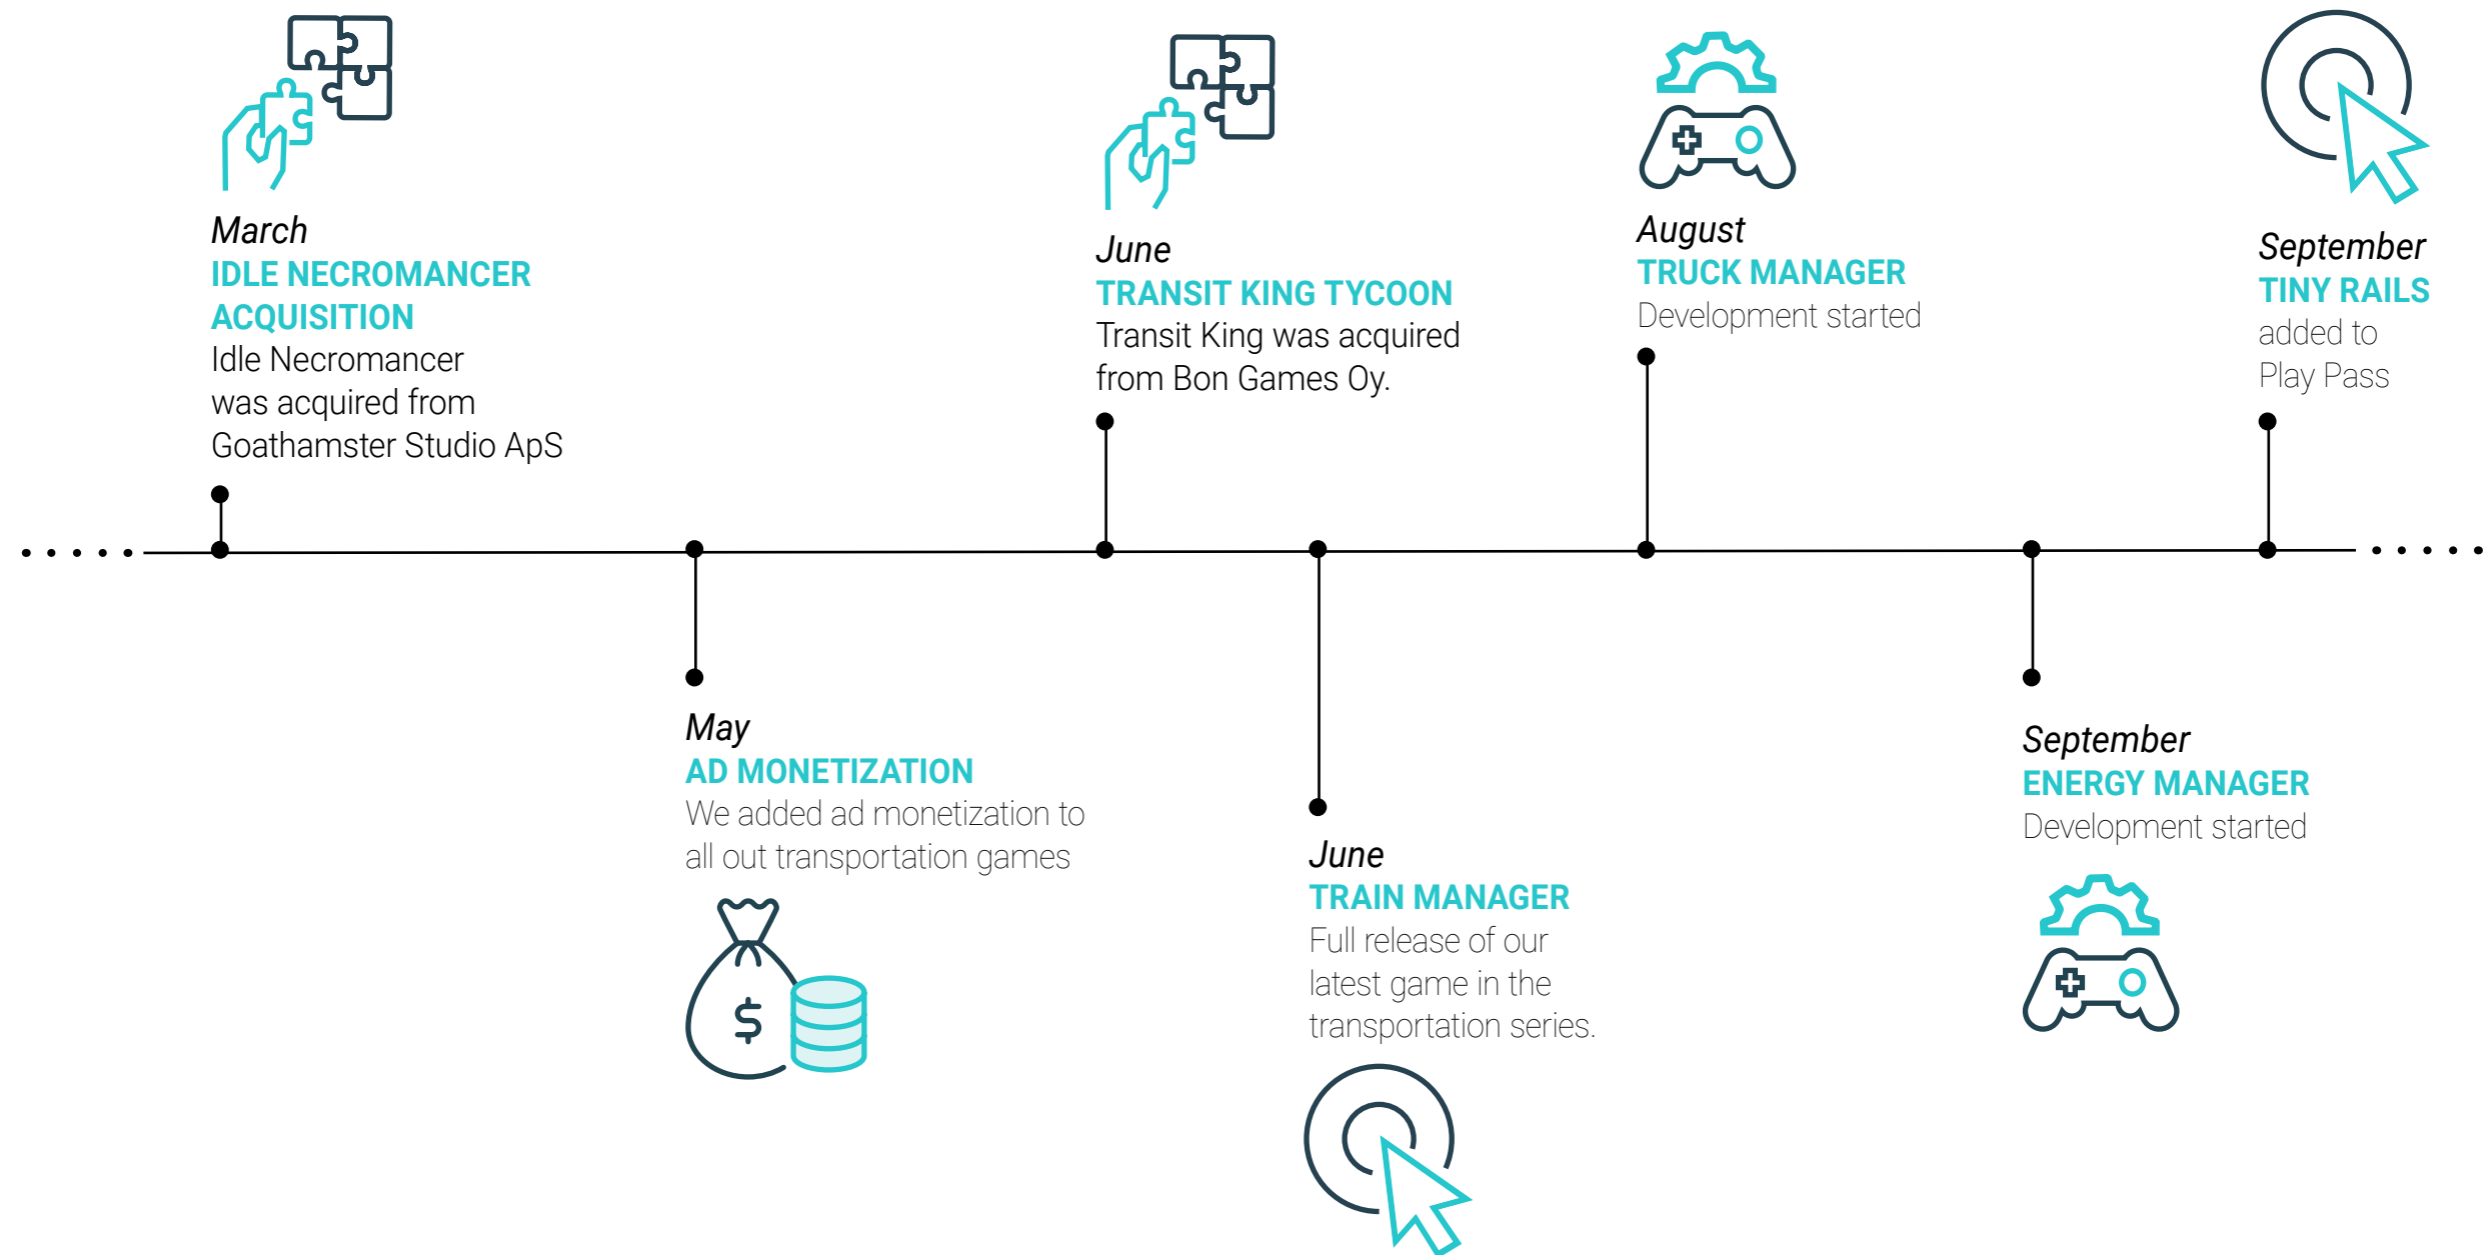 March
IDLE NECROMANCER
ACQUISITION
Idle Necromancer
was acquired from
Goathamster Studio ApS
May
AD MONETIZATION
We added ad monetization to
all out transportation games
$
June
TRANSIT KING TYCOON
Transit King was acquired
from Bon Games Oy.
June
TRAIN MANAGER
Full release of our
latest game in the
transportation series.
August
TRUCK MANAGER
Development started
September
ENERGY MANAGER
Development started
September
TINY RAILS
added to
Play Pass